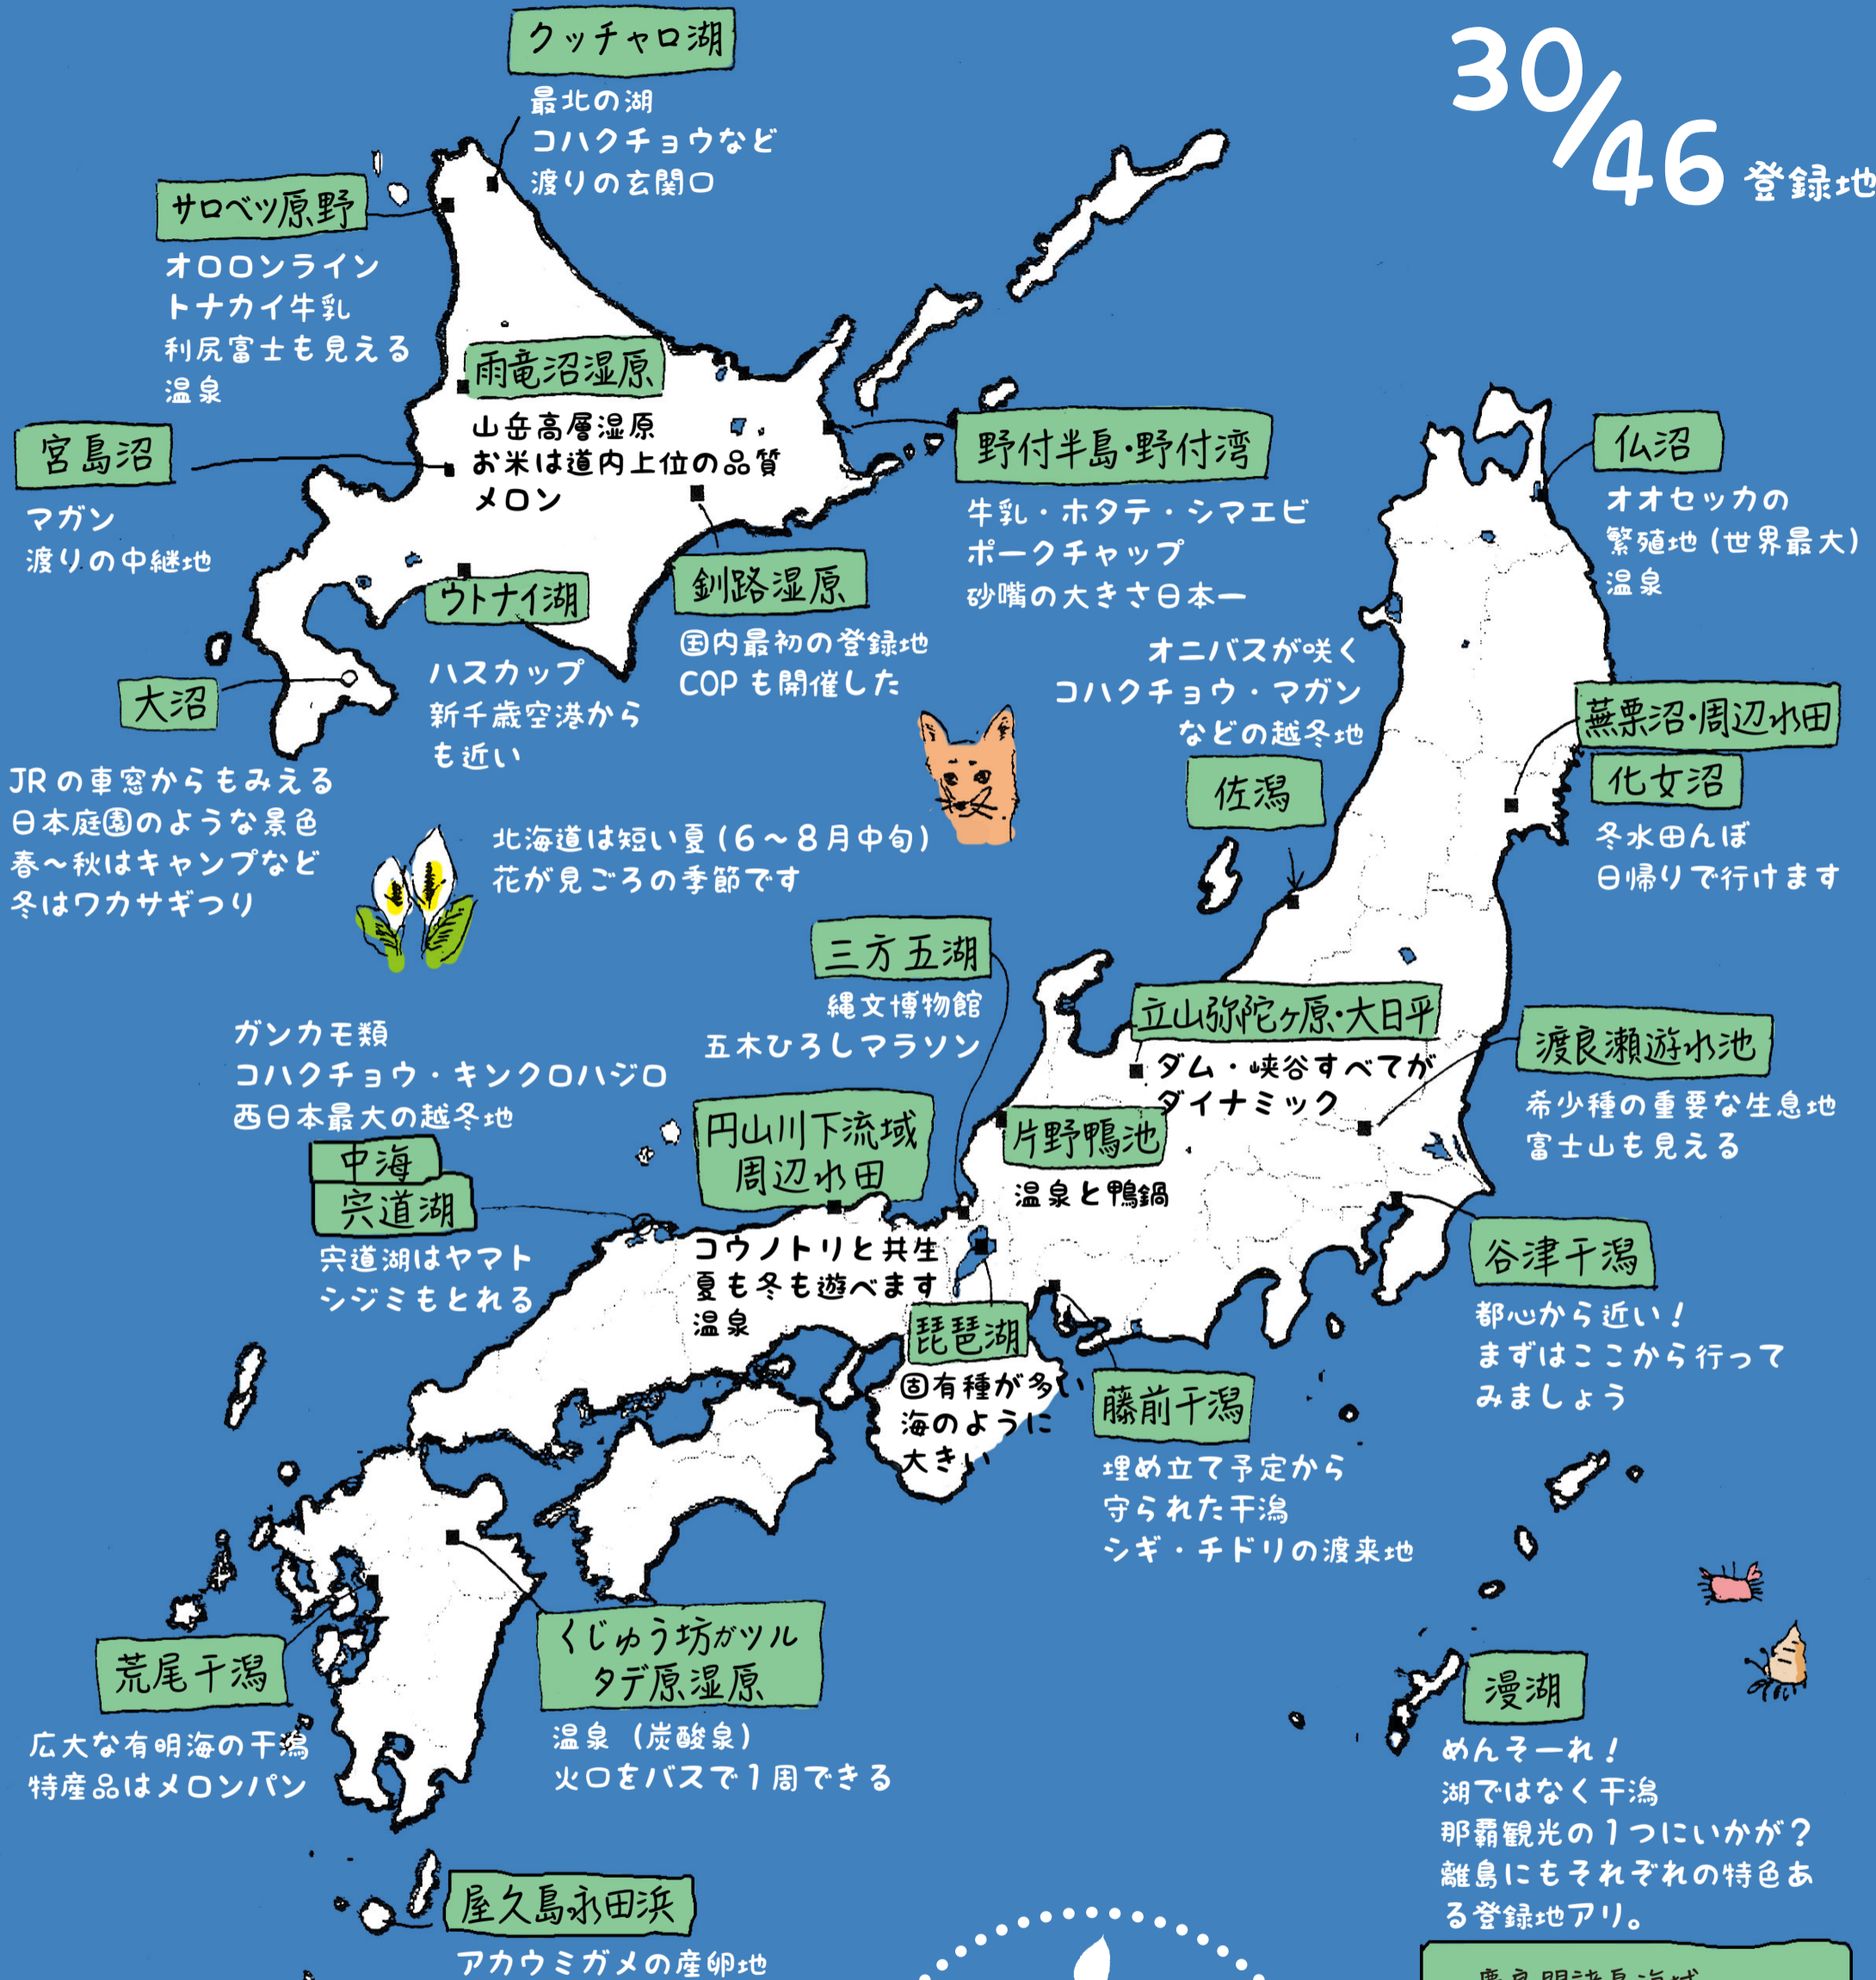 30/46 登録地
クッチャロ湖
最北の湖
コハクチョウなど
渡りの玄関口
サロベツ原野
オロロンライン
トナカイ牛乳
利尻富士も見える
温泉
雨竜沼湿原
山岳高層湿原
お米は道内上位の品質
メロン
宮島沼
マガン
渡りの中継地
野付半島・野付湾
牛乳・ホタテ・シマエビ
ポークチャップ
砂嘴の大きさ日本一
釧路湿原
国内最初の登録地
COP も開催した
ウトナイ湖
ハスカップ
新千歳空港から
も近い
大沼
JR の車窓からもみえる
日本庭園のような景色
春～秋はキャンプなど
冬はワカサギつり
北海道は短い夏 (6～8月中旬)
花が見ごろの季節です
仏沼
オオセッカの
繁殖地 (世界最大)
温泉
オニバスが咲く
コハクチョウ・マガン
などの越冬地
佐潟
蕪栗沼・周辺水田
化女沼
冬水田んぼ
日帰りで行けます
三方五湖
縄文博物館
五木ひろしマラソン
立山弥陀ヶ原・大日平
ダム・峡谷すべてが
ダイナミック
渡良瀬遊水池
希少種の重要な生息地
富士山も見える
ガンカモ類
コハクチョウ・キンクロハジロ
西日本最大の越冬地
中海
宍道湖
宍道湖はヤマト
シジミもとれる
円山川下流域
周辺水田
コウノトリと共生
夏も冬も遊べます
温泉
片野鴨池
温泉と鴨鍋
谷津干潟
都心から近い！
まずはここから行って
みましょう
琵琶湖
固有種が多い
海のように
大きい
藤前干潟
埋め立て予定から
守られた干潟
シギ・チドリの渡来地
荒尾干潟
広大な有明海の干潟
特産品はメロンパン
くじゅう坊ガツル
タデ原湿原
温泉 (炭酸泉)
火口をバスで1周できる
漫湖
めんそーれ！
湖ではなく干潟
那覇観光の1つにいかが？
離島にもそれぞれの特色あ
る登録地アリ。
屋久島永田浜
アカウミガメの産卵地